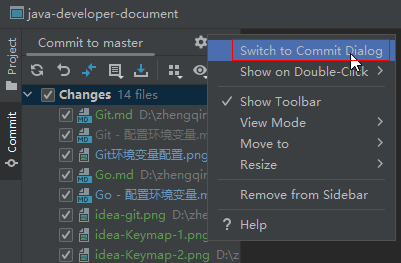 java-developer-document
Project
Commit
Commit to master
Changes 14 files
Git.md D:\zhengqin
Git - 配置环境变量.m
Git环境变量配置.png
Go.md D:\zhengqin
Go - 配置环境变量.m
idea-git.png D:\zhe
idea-Keymap-1.png
idea-Keymap-2.png D:\z
Switch to Commit Dialog
Show on Double-Click
Show Toolbar
View Mode
Move to
Resize
Remove from Sidebar
? Help